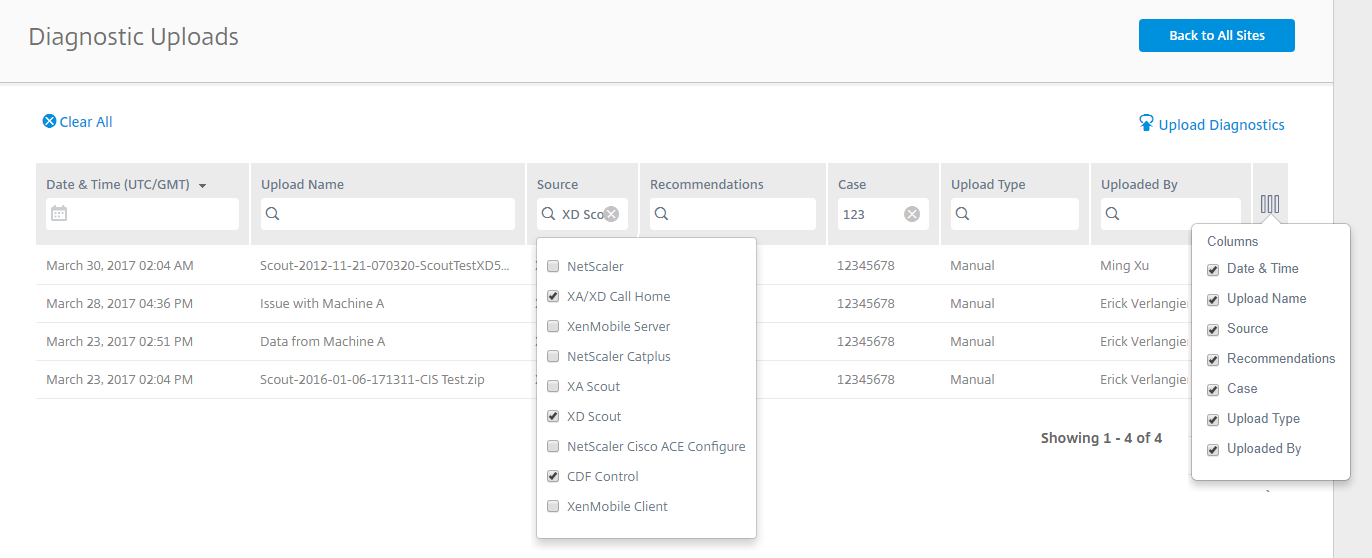 Diagnostic Uploads
Back to All Sites
Clear All
Upload Diagnostics
Date & Time (UTC/GMT)
Upload Name
Source
Recommendations
Case
Upload Type
Uploaded By
XD Sco
123
March 30, 2017 02:04 AM
Scout-2012-11-21-070320-ScoutTestXD5...
12345678
Manual
Ming Xu
March 28, 2017 04:36 PM
Issue with Machine A
12345678
Manual
Erick Verlangier
March 23, 2017 02:51 PM
Data from Machine A
12345678
Manual
Erick Verlangier
March 23, 2017 02:04 PM
Scout-2016-01-06-171311-CIS Test.zip
12345678
Manual
Erick Verlangier
NetScaler
XA/XD Call Home
XenMobile Server
NetScaler Catplus
XA Scout
XD Scout
NetScaler Cisco ACE Configure
CDF Control
XenMobile Client
Columns
Date & Time
Upload Name
Source
Recommendations
Case
Upload Type
Uploaded By
Showing 1 - 4 of 4